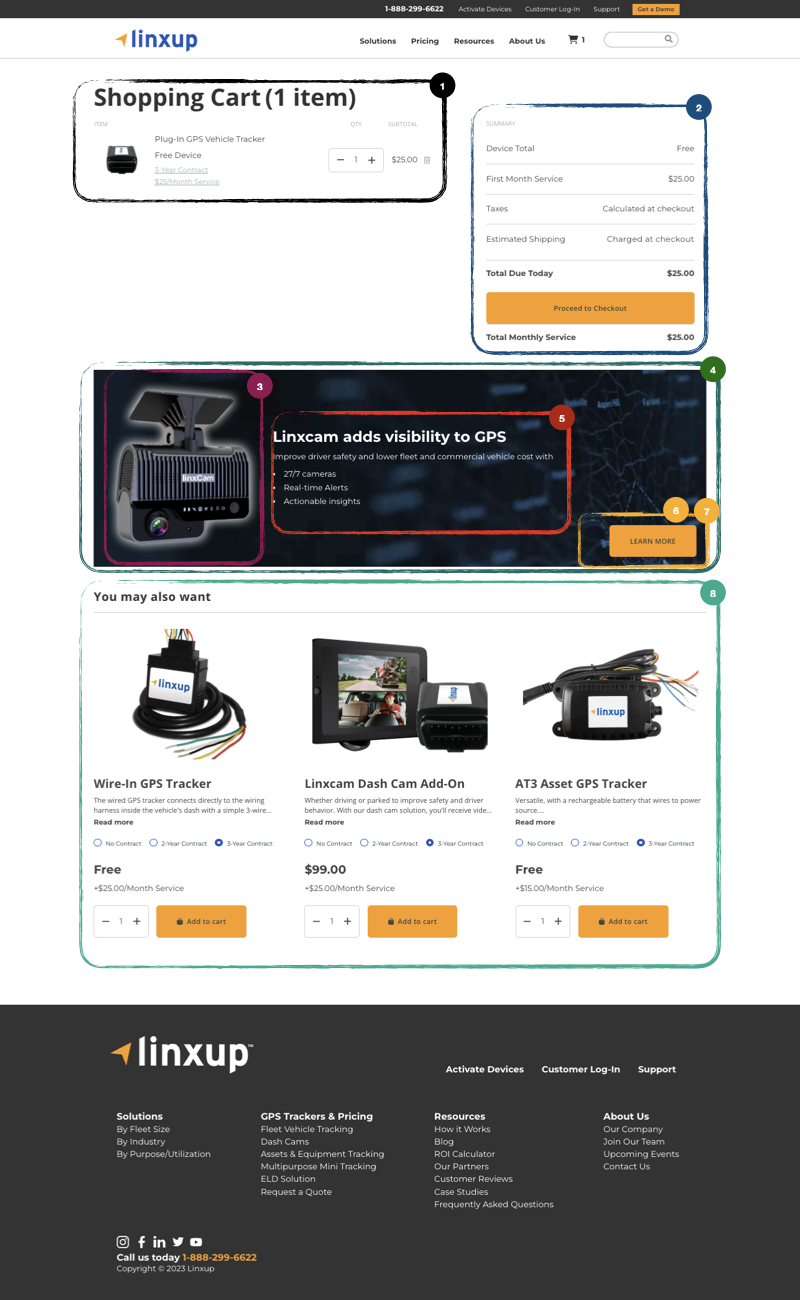 1-888-299-6622 Activate Devices Customer Log-In Support Get a Demo
linxup Solutions Pricing Resources About Us 1
1
Shopping Cart (1 item)
ITEM QTY SUBTOTAL
Plug-In GPS Vehicle Tracker
Free Device
3-Year Contract
$25/Month Service
1 $25.00
2
SUMMARY
Device Total Free
First Month Service $25.00
Taxes Calculated at checkout
Estimated Shipping Charged at checkout
Total Due Today $25.00
Proceed to Checkout
Total Monthly Service $25.00
4
3
linxCam
5
Linxcam adds visibility to GPS
Improve driver safety and lower fleet and commercial vehicle cost with
• 27/7 cameras
• Real-time Alerts
• Actionable insights
6 7
LEARN MORE
8
You may also want
linxup
linxup
linxup
Wire-In GPS Tracker
The wired GPS tracker connects directly to the wiring
harness inside the vehicle's dash with a simple 3-wire...
Read more
No Contract 2-Year Contract 3-Year Contract
Free
+$25.00/Month Service
1 Add to cart
Linxcam Dash Cam Add-On
Whether driving or parked to improve safety and driver
behavior. With our dash cam solution, you'll receive vide...
Read more
No Contract 2-Year Contract 3-Year Contract
$99.00
+$25.00/Month Service
1 Add to cart
AT3 Asset GPS Tracker
Versatile, with a rechargeable battery that wires to power
source....
Read more
No Contract 2-Year Contract 3-Year Contract
Free
+$15.00/Month Service
1 Add to cart
linxup™
Activate Devices Customer Log-In Support
Solutions
By Fleet Size
By Industry
By Purpose/Utilization
GPS Trackers & Pricing
Fleet Vehicle Tracking
Dash Cams
Assets & Equipment Tracking
Multipurpose Mini Tracking
ELD Solution
Request a Quote
Resources
How it Works
Blog
ROI Calculator
Our Partners
Customer Reviews
Case Studies
Frequently Asked Questions
About Us
Our Company
Join Our Team
Upcoming Events
Contact Us
Call us today 1-888-299-6622
Copyright © 2023 Linxup